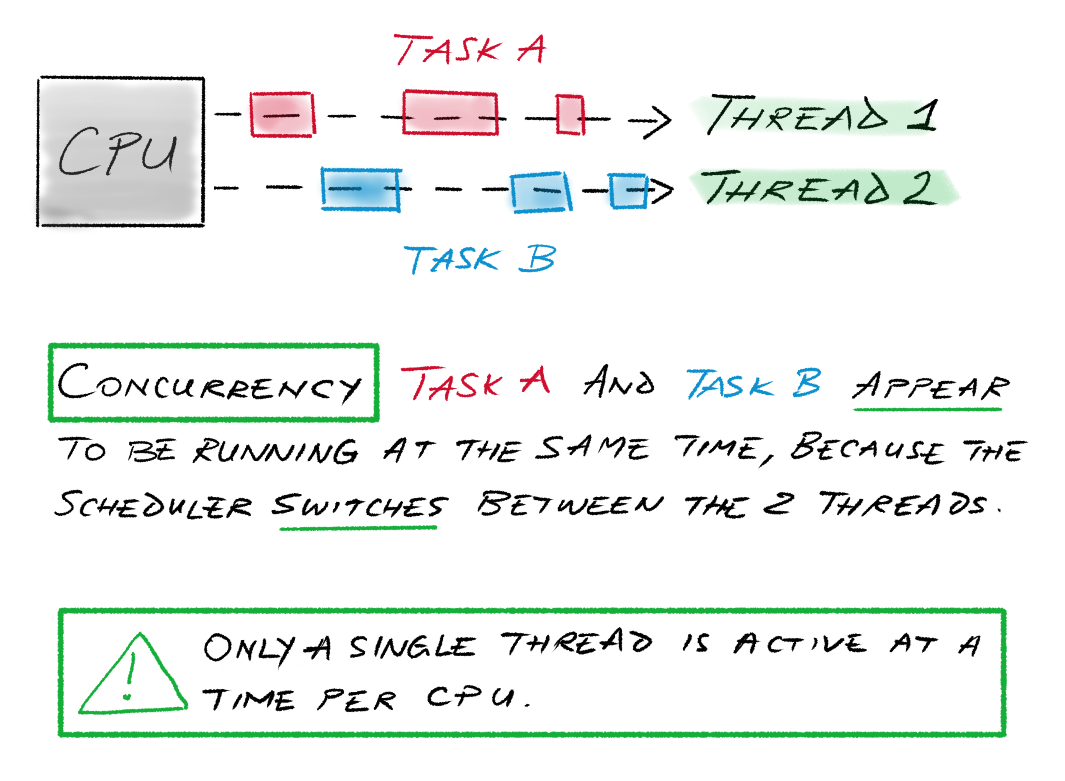 TASK A
CPU
THREAD 1
THREAD 2
TASK B
CONCURRENCY TASK A AND TASK B APPEAR
TO BE RUNNING AT THE SAME TIME, BECAUSE THE
SCHEDULER SWITCHES BETWEEN THE 2 THREADS.
! ONLY A SINGLE THREAD IS ACTIVE AT A
TIME PER CPU.